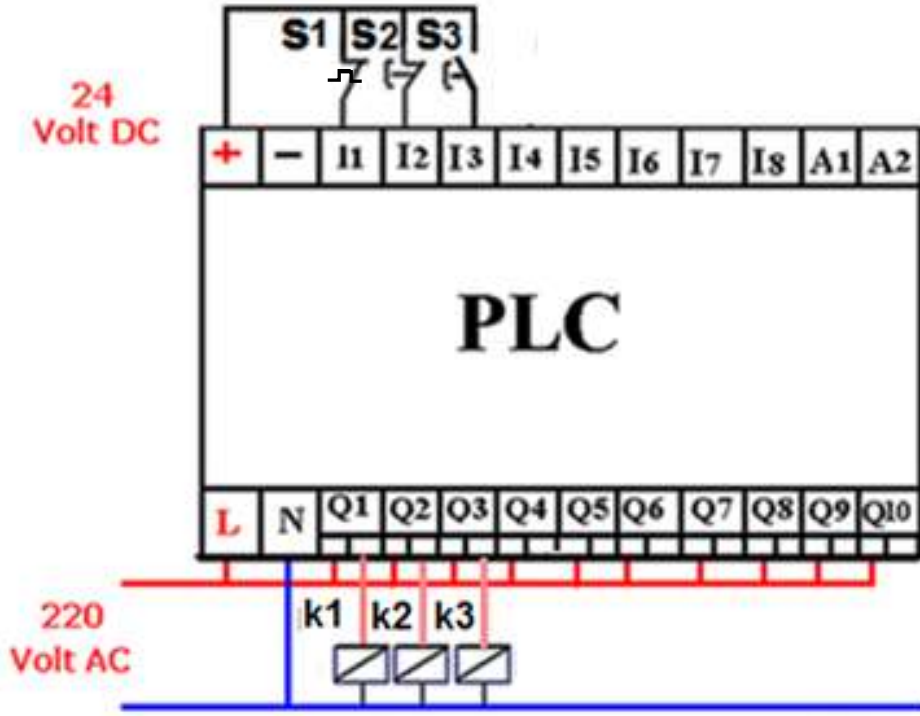 S1 S2 S3
24
Volt DC
+ − I1 I2 I3 I4 I5 I6 I7 I8 A1 A2
PLC
L N Q1 Q2 Q3 Q4 Q5 Q6 Q7 Q8 Q9 Q10
k1 k2 k3
220
Volt AC